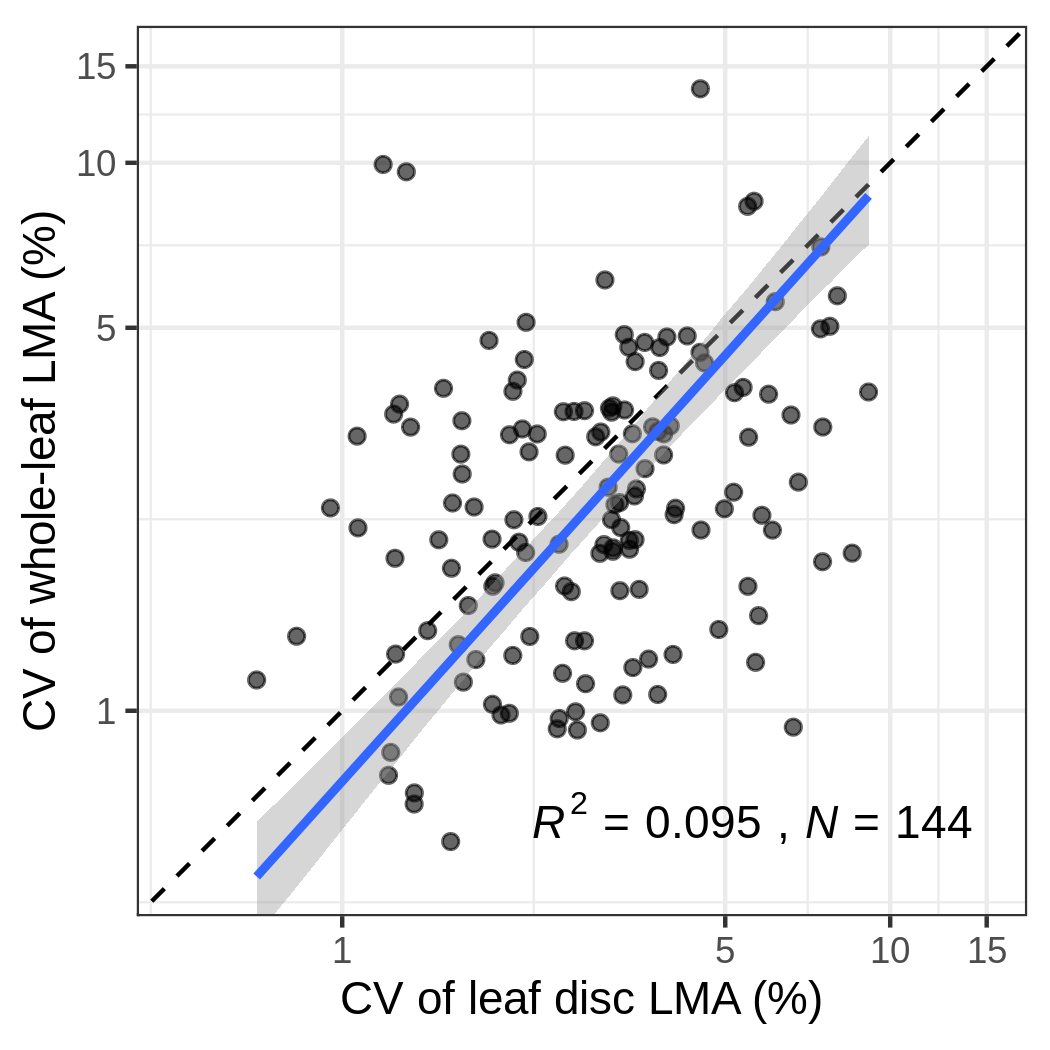 15
10
5
1
CV of whole-leaf LMA (%)
R² = 0.095 , N = 144
1 5 10 15
CV of leaf disc LMA (%)